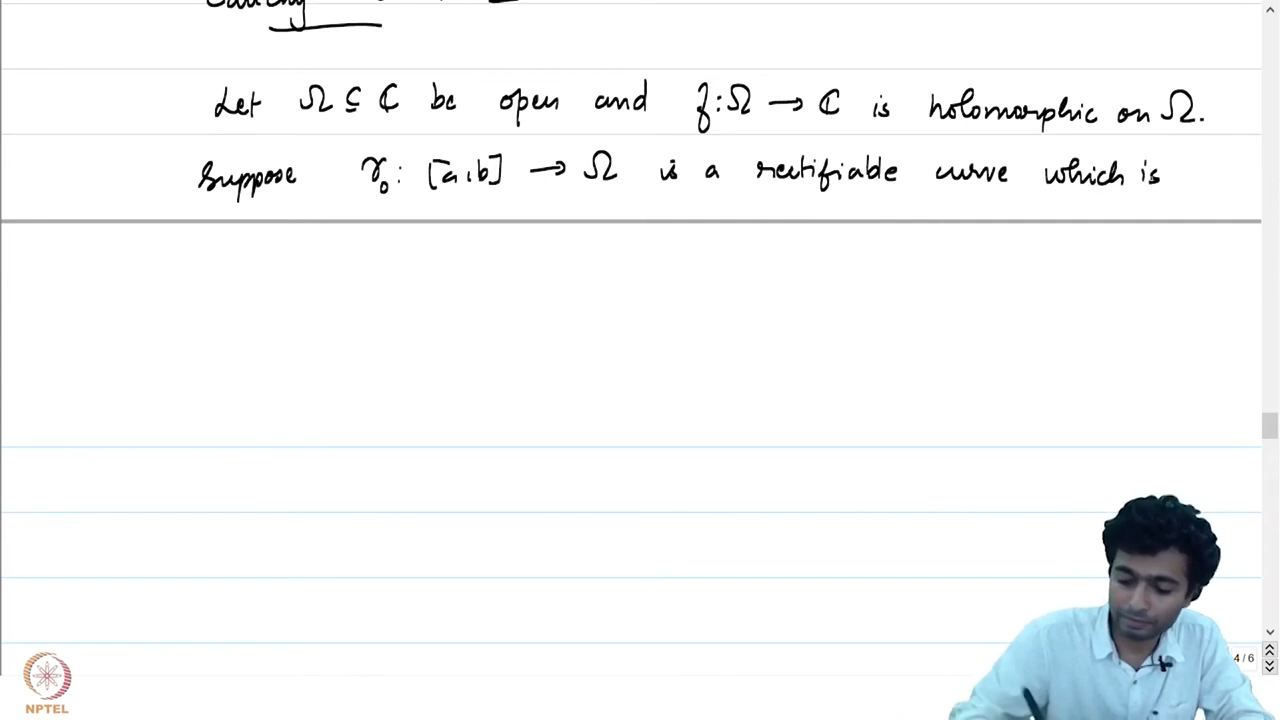 Let Ω ⊆ ℂ be open and f : Ω → ℂ is holomorphic on Ω.
Suppose γ₀ : [a,b] → Ω is a rectifiable curve which is
4 / 6
NPTEL